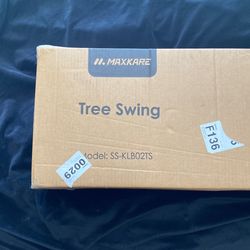 MAXKARE
Tree Swing
Model: SS-KLB02TS
0029
F136